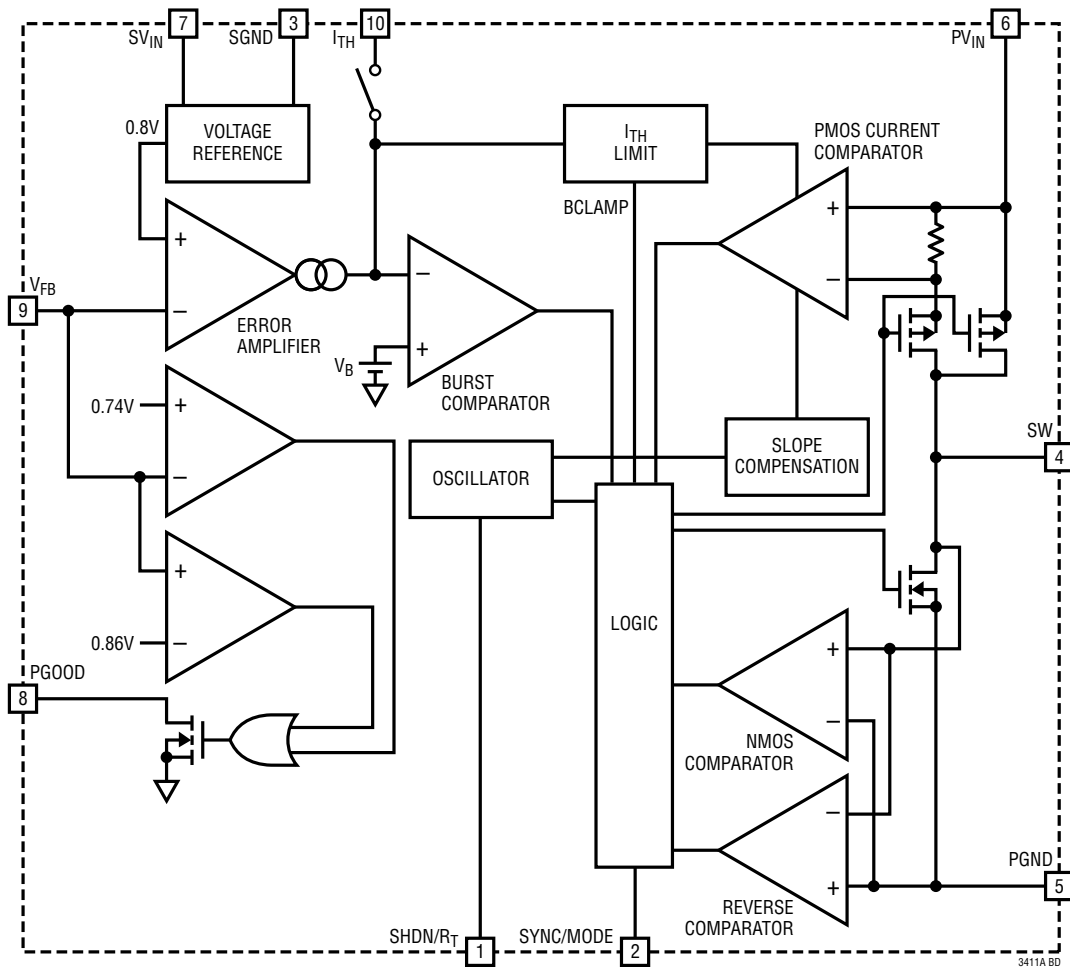 7
SV_IN
3
SGND
10
I_TH
6
PV_IN
0.8V
VOLTAGE
REFERENCE
I_TH
LIMIT
PMOS CURRENT
COMPARATOR
BCLAMP
+
–
ERROR
AMPLIFIER
–
+
V_B
BURST
COMPARATOR
+
–
V_FB
9
0.74V
+
–
OSCILLATOR
SLOPE
COMPENSATION
SW
4
+
–
0.86V
LOGIC
+
–
NMOS
COMPARATOR
PGOOD
8
–
+
REVERSE
COMPARATOR
PGND
5
SHDN/R_T
1
SYNC/MODE
2
3411A BD